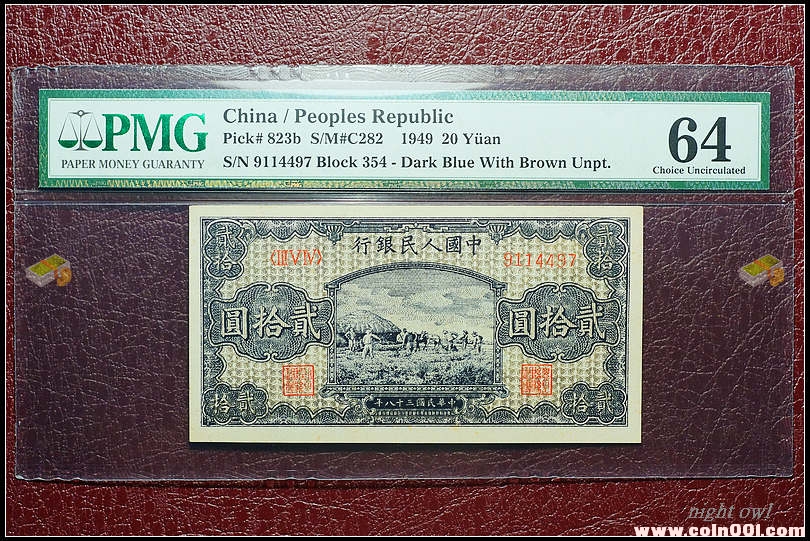 PMG
PAPER MONEY GUARANTY
China / Peoples Republic
Pick# 823b S/M#C282 1949 20 Yüan
S/N 9114497 Block 354 - Dark Blue With Brown Unpt.
64
Choice Uncirculated
行銀民人國中
〈III V IV〉
9114497
貳拾
貳拾
圓拾貳
圓拾貳
拾貳
拾貳
年八十三國民華中
night owl
www.coin001.com